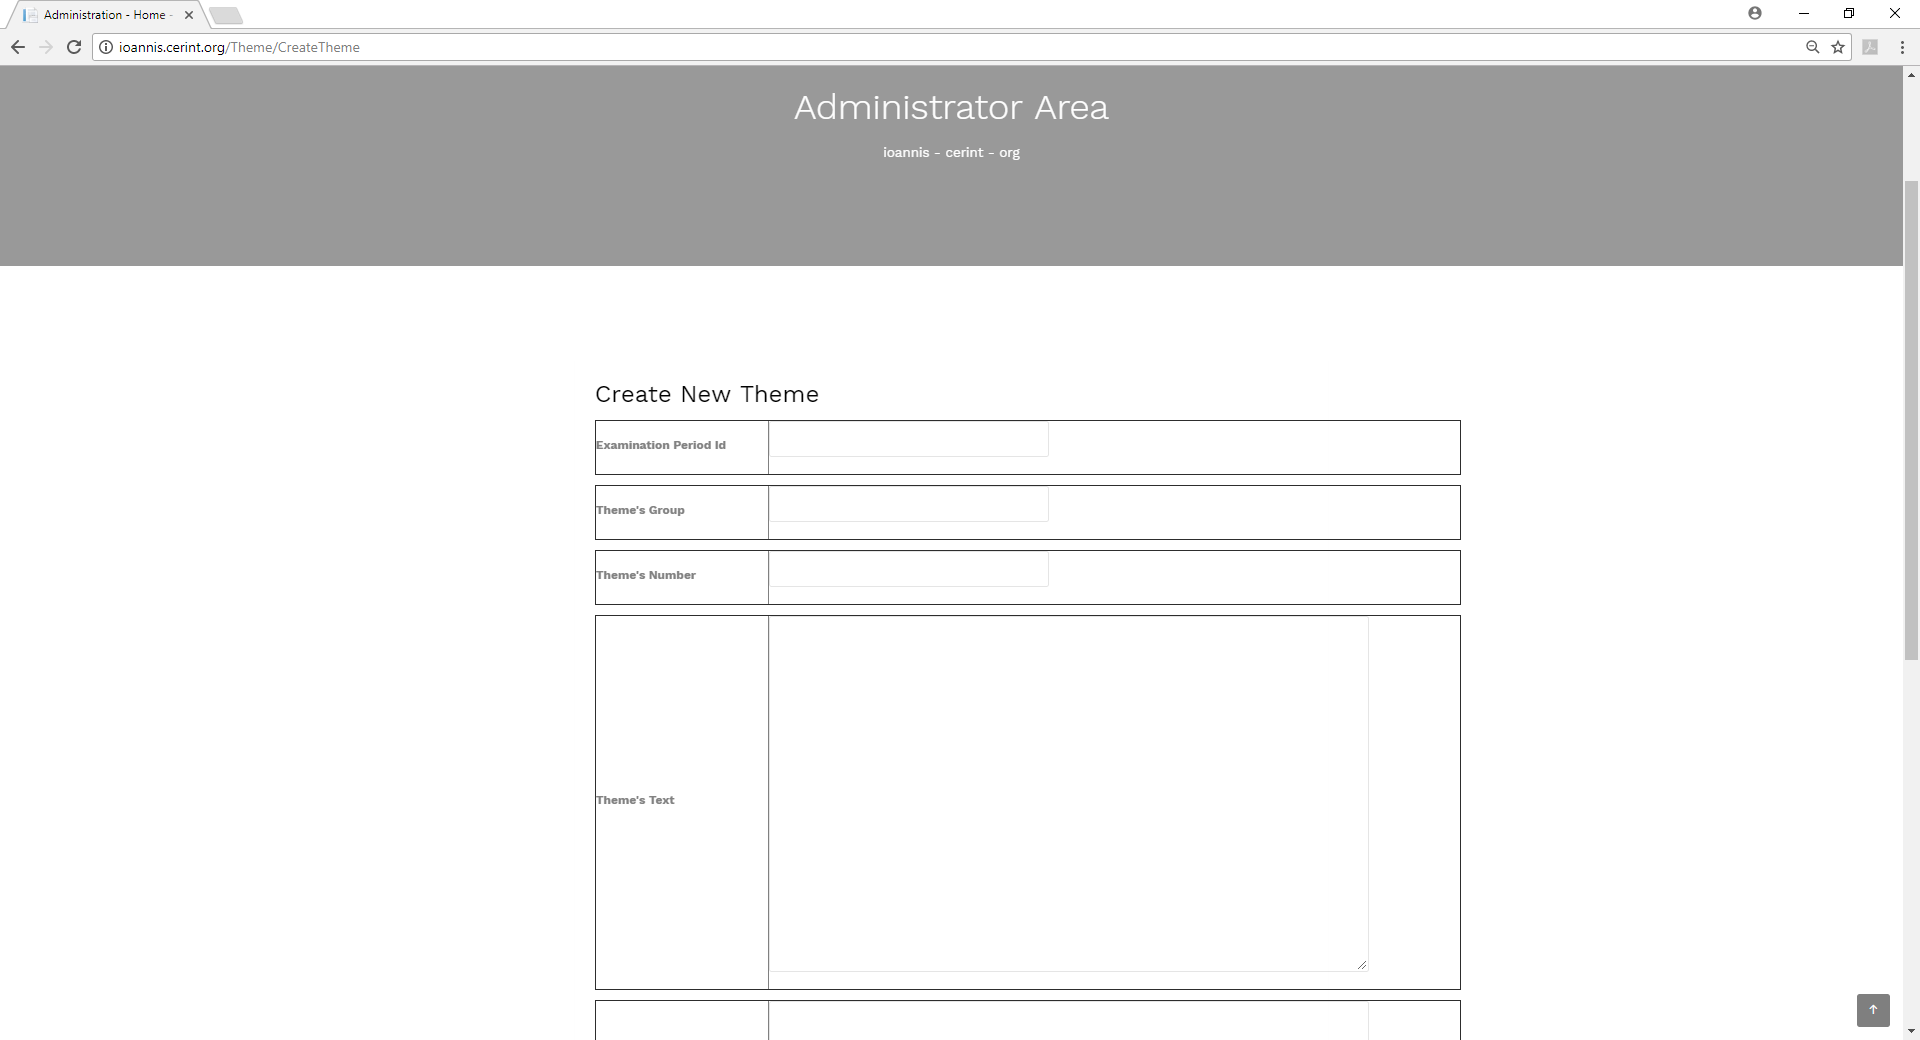 Administration - Home -
ioannis.cerint.org/Theme/CreateTheme
Administrator Area
ioannis - cerint - org
Create New Theme
Examination Period Id
Theme's Group
Theme's Number
Theme's Text